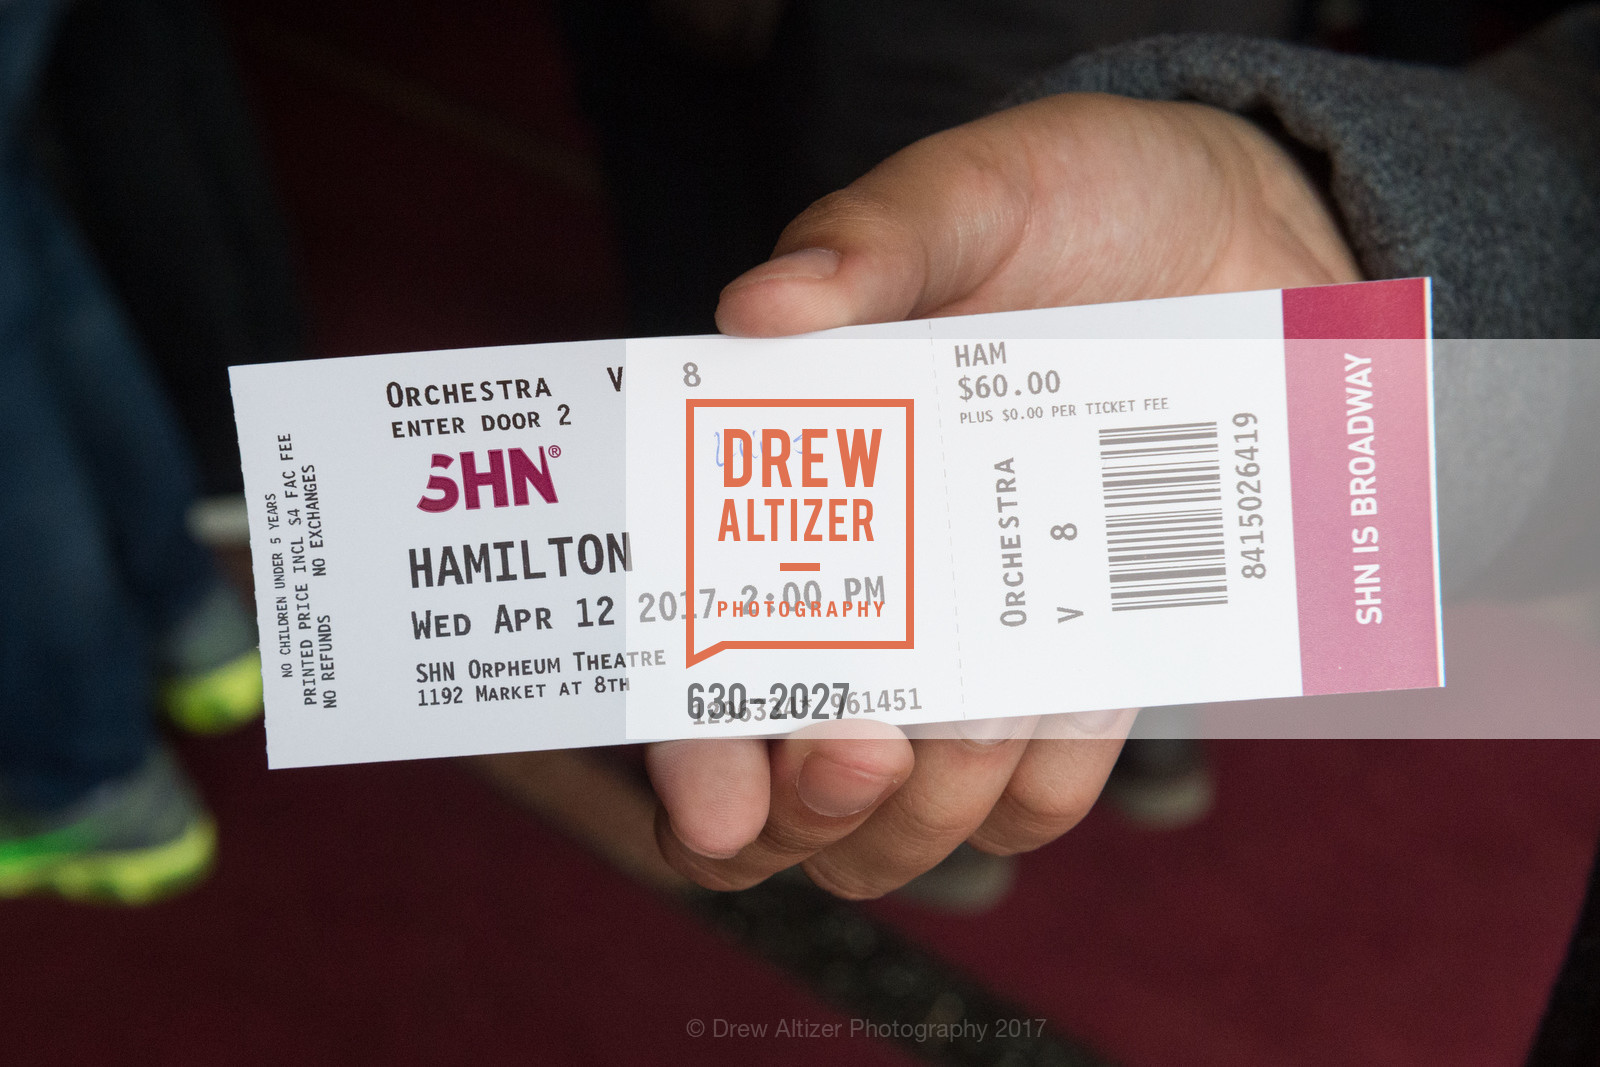 NO CHILDREN UNDER 5 YEARS
PRINTED PRICE INCL $4 FAC FEE
NO REFUNDS NO EXCHANGES
ORCHESTRA V 8
ENTER DOOR 2
SHN®
HAMILTON
WED APR 12 2017 2:00 PM
SHN ORPHEUM THEATRE
1192 MARKET AT 8TH
961451
HAM
$60.00
PLUS $0.00 PER TICKET FEE
ORCHESTRA
V 8
8415026419
SHN IS BROADWAY
DREW
ALTIZER
PHOTOGRAPHY
630-2027
© Drew Altizer Photography 2017